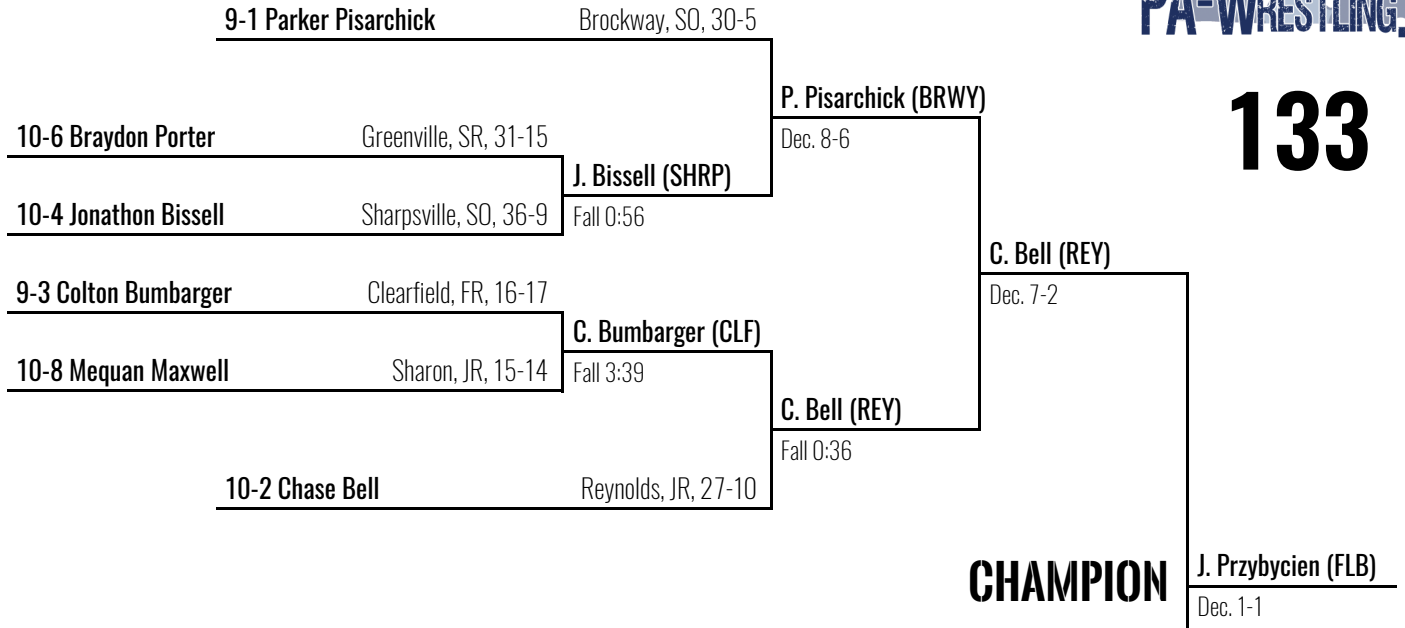 PA-WRESTLING.
133
9-1 Parker Pisarchick Brockway, SO, 30-5
P. Pisarchick (BRWY)
Dec. 8-6
10-6 Braydon Porter Greenville, SR, 31-15
J. Bissell (SHRP)
Fall 0:56
10-4 Jonathon Bissell Sharpsville, SO, 36-9
C. Bell (REY)
Dec. 7-2
9-3 Colton Bumbarger Clearfield, FR, 16-17
C. Bumbarger (CLF)
Fall 3:39
10-8 Mequan Maxwell Sharon, JR, 15-14
C. Bell (REY)
Fall 0:36
10-2 Chase Bell Reynolds, JR, 27-10
CHAMPION
J. Przybycien (FLB)
Dec. 1-1